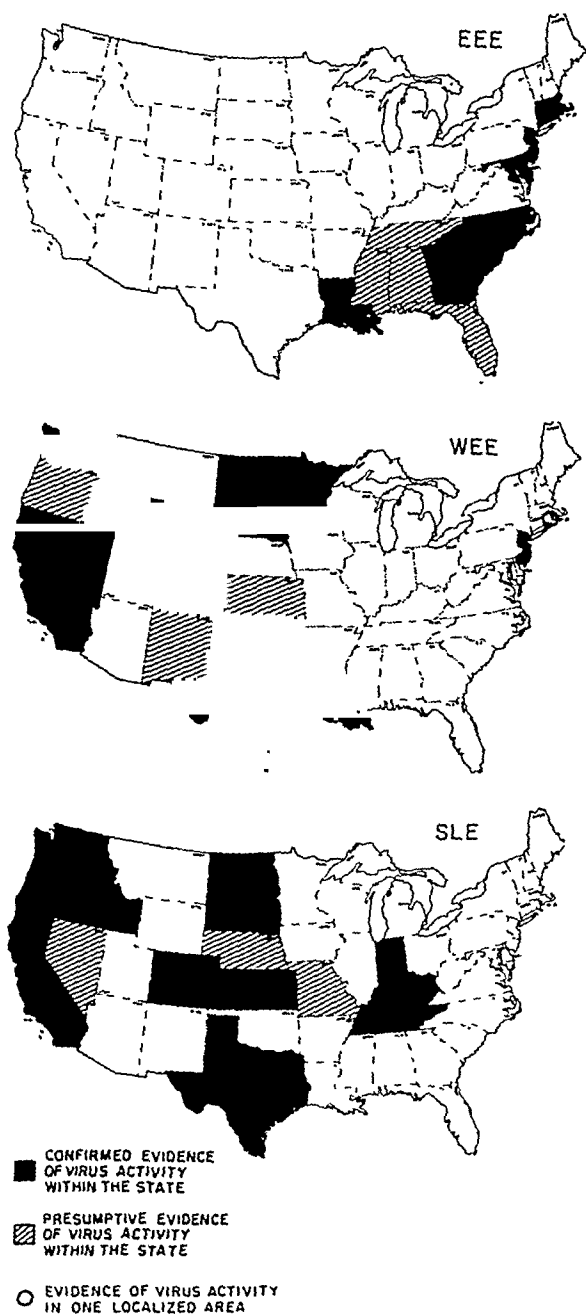 EEE
WEE
SLE
CONFIRMED EVIDENCE
OF VIRUS ACTIVITY
WITHIN THE STATE
PRESUMPTIVE EVIDENCE
OF VIRUS ACTIVITY
WITHIN THE STATE
EVIDENCE OF VIRUS ACTIVITY
IN ONE LOCALIZED AREA